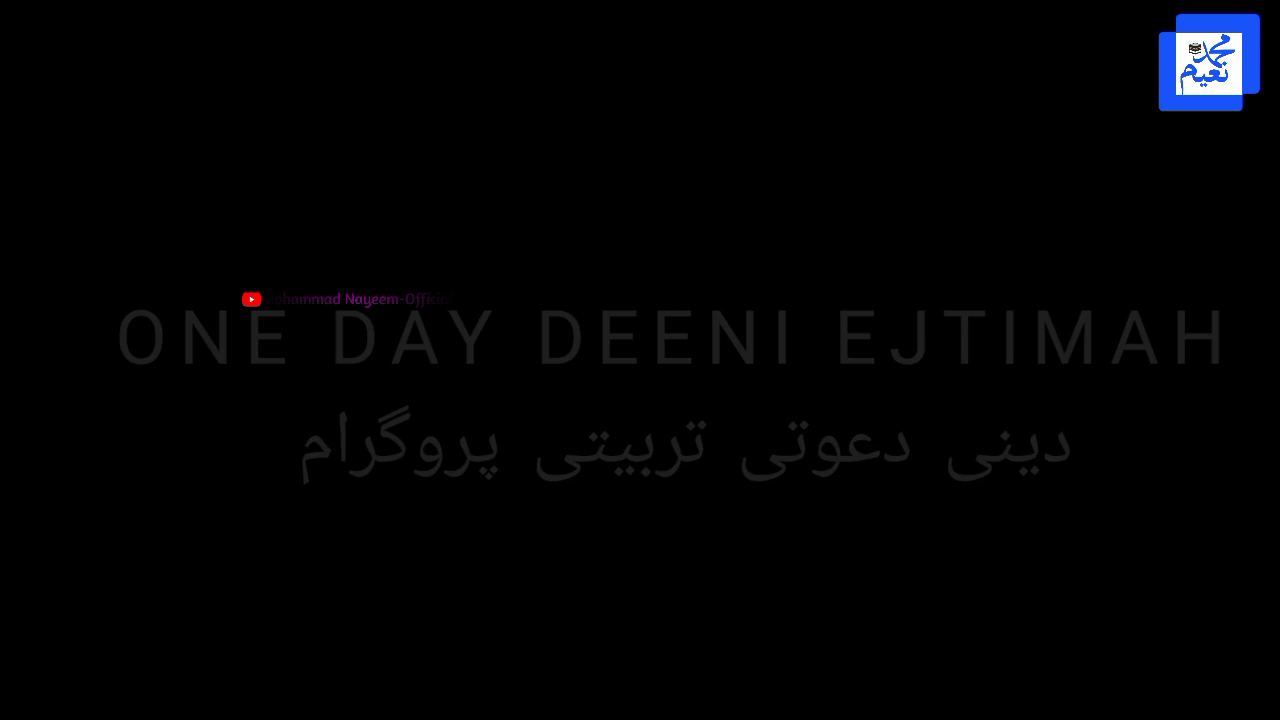 محمد
نعیم
Mohammad Nayeem-Official
ONE DAY DEENI EJTIMAH
دینی دعوتی تربیتی پروگرام